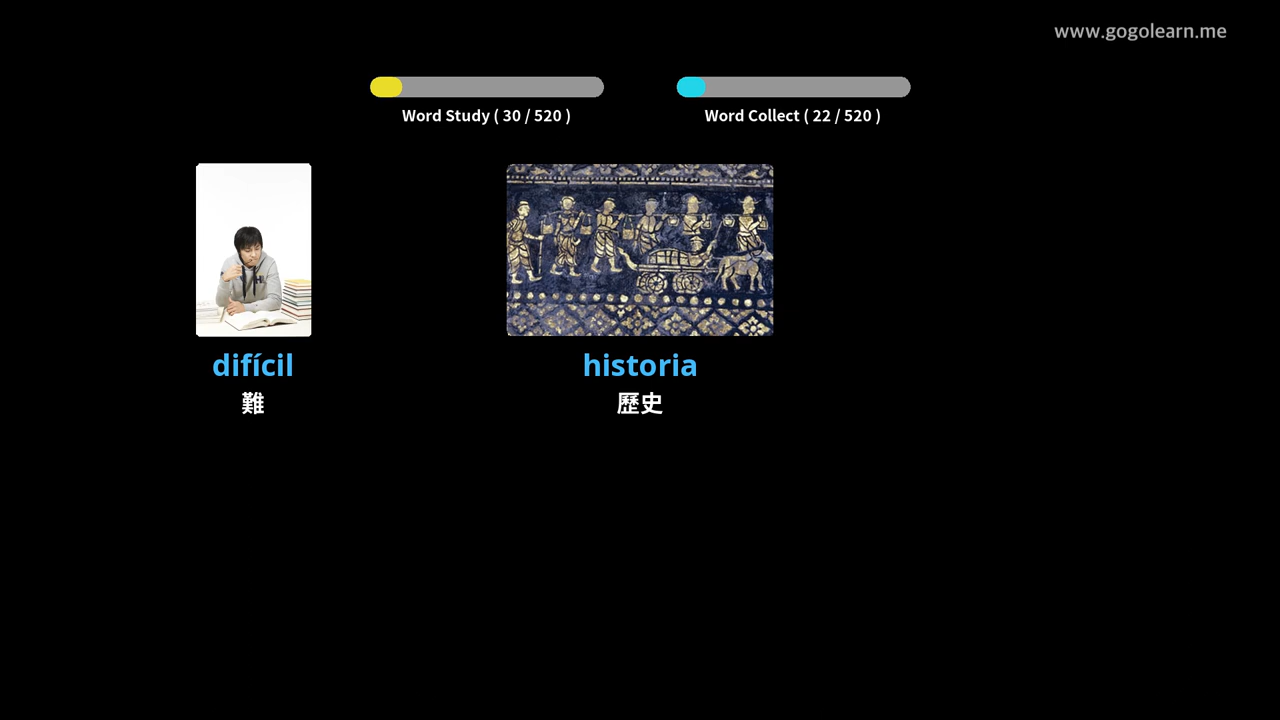 www.gogolearn.me
Word Study ( 30 / 520 )
Word Collect ( 22 / 520 )
difícil
難
historia
歷史